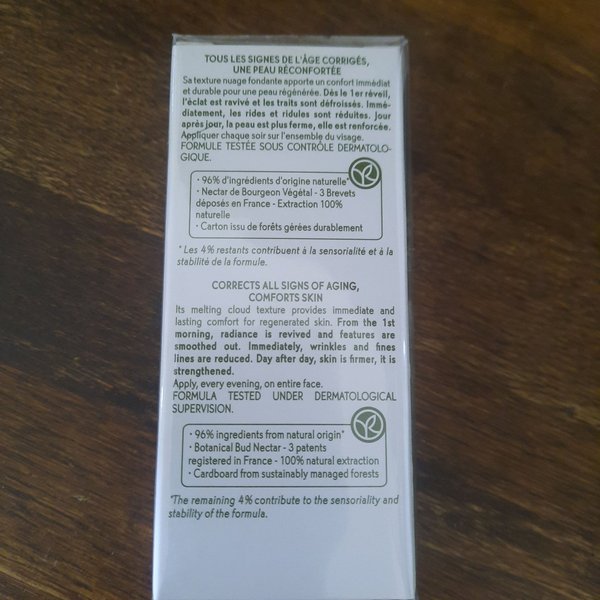 TOUS LES SIGNES DE L'ÂGE CORRIGÉS,
UNE PEAU RÉCONFORTÉE
Sa texture nuage fondante apporte un confort immédiat
et durable pour une peau régénérée. Dès le 1er réveil,
l'éclat est ravivé et les traits sont défroissés. Immé-
diatement, les rides et ridules sont réduites. Jour
après jour, la peau est plus ferme, elle est renforcée.
Appliquer chaque soir sur l'ensemble du visage.
FORMULE TESTÉE SOUS CONTRÔLE DERMATOLO-
GIQUE.
• 96% d'ingrédients d'origine naturelle*
• Nectar de Bourgeon Végétal - 3 Brevets
déposés en France - Extraction 100%
naturelle
• Carton issu de forêts gérées durablement
* Les 4% restants contribuent à la sensorialité et à la
stabilité de la formule.
CORRECTS ALL SIGNS OF AGING,
COMFORTS SKIN
Its melting cloud texture provides immediate and
lasting comfort for regenerated skin. From the 1st
morning, radiance is revived and features are
smoothed out. Immediately, wrinkles and fines
lines are reduced. Day after day, skin is firmer, it is
strengthened.
Apply, every evening, on entire face.
FORMULA TESTED UNDER DERMATOLOGICAL
SUPERVISION.
• 96% ingredients from natural origin*
• Botanical Bud Nectar - 3 patents
registered in France - 100% natural extraction
• Cardboard from sustainably managed forests
*The remaining 4% contribute to the sensoriality and
stability of the formula.